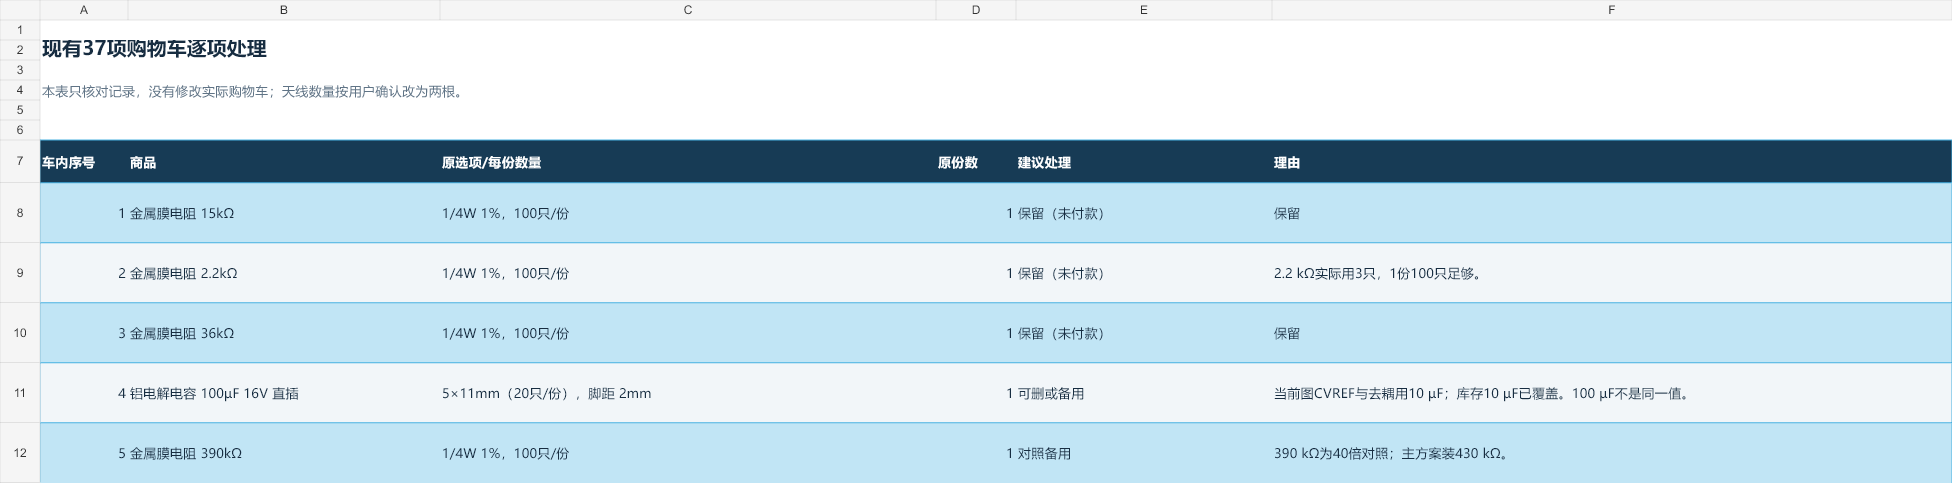 A B C D E F
1
2 现有37项购物车逐项处理
3
4 本表只核对记录，没有修改实际购物车；天线数量按用户确认改为两根。
5
6
7 车内序号 商品 原选项/每份数量 原份数 建议处理 理由
8 1 金属膜电阻 15kΩ 1/4W 1%，100只/份 1 保留（未付款） 保留
9 2 金属膜电阻 2.2kΩ 1/4W 1%，100只/份 1 保留（未付款） 2.2 kΩ实际用3只，1份100只足够。
10 3 金属膜电阻 36kΩ 1/4W 1%，100只/份 1 保留（未付款） 保留
11 4 铝电解电容 100µF 16V 直插 5×11mm（20只/份），脚距 2mm 1 可删或备用 当前图CVREF与去耦用10 µF；库存10 µF已覆盖。100 µF不是同一值。
12 5 金属膜电阻 390kΩ 1/4W 1%，100只/份 1 对照备用 390 kΩ为40倍对照；主方案装430 kΩ。